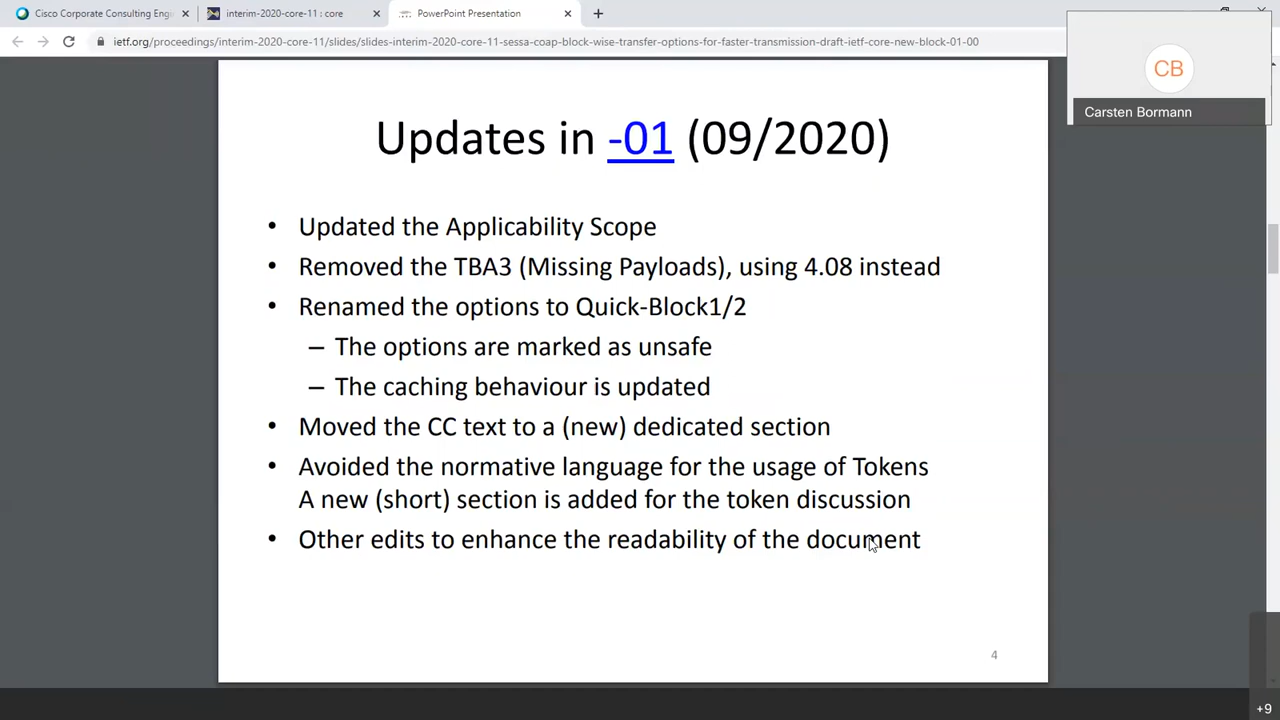 Cisco Corporate Consulting Engi
interim-2020-core-11 : core
PowerPoint Presentation
ietf.org/proceedings/interim-2020-core-11/slides/slides-interim-2020-core-11-sessa-coap-block-wise-transfer-options-for-faster-transmission-draft-ietf-core-new-block-01-00
CB
Carsten Bormann
Updates in -01 (09/2020)
• Updated the Applicability Scope
• Removed the TBA3 (Missing Payloads), using 4.08 instead
• Renamed the options to Quick-Block1/2
– The options are marked as unsafe
– The caching behaviour is updated
• Moved the CC text to a (new) dedicated section
• Avoided the normative language for the usage of Tokens
A new (short) section is added for the token discussion
• Other edits to enhance the readability of the document
4
+9